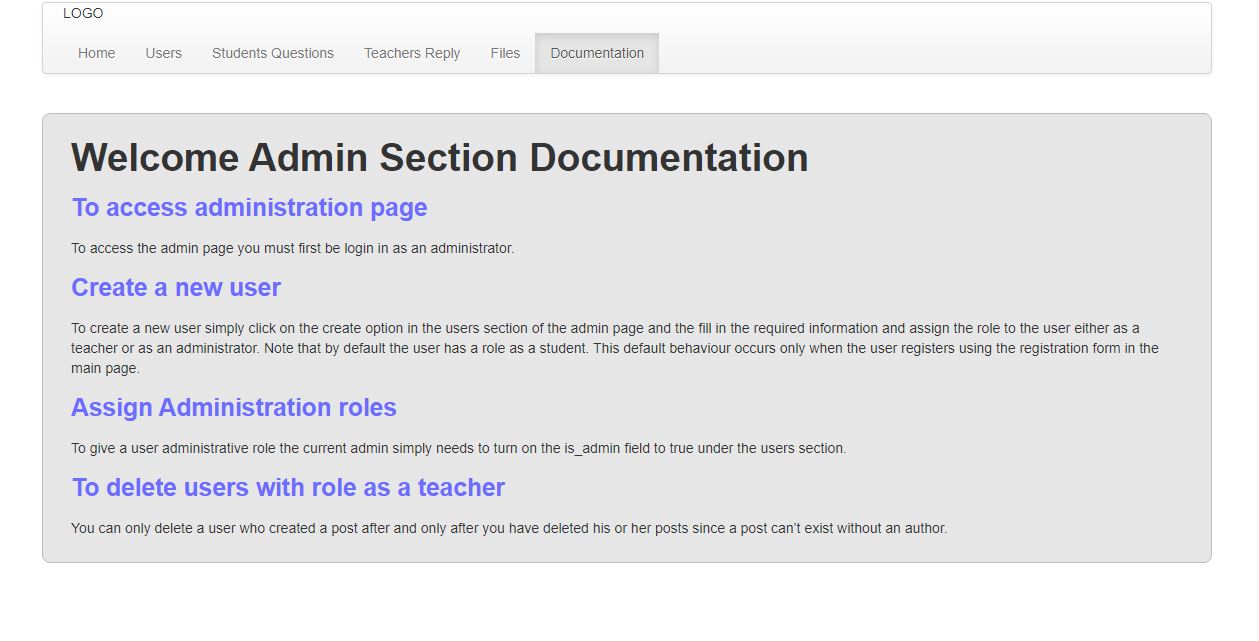 LOGO
Home Users Students Questions Teachers Reply Files Documentation
Welcome Admin Section Documentation
To access administration page
To access the admin page you must first be login in as an administrator.
Create a new user
To create a new user simply click on the create option in the users section of the admin page and the fill in the required information and assign the role to the user either as a
teacher or as an administrator. Note that by default the user has a role as a student. This default behaviour occurs only when the user registers using the registration form in the
main page.
Assign Administration roles
To give a user administrative role the current admin simply needs to turn on the is_admin field to true under the users section.
To delete users with role as a teacher
You can only delete a user who created a post after and only after you have deleted his or her posts since a post can’t exist without an author.